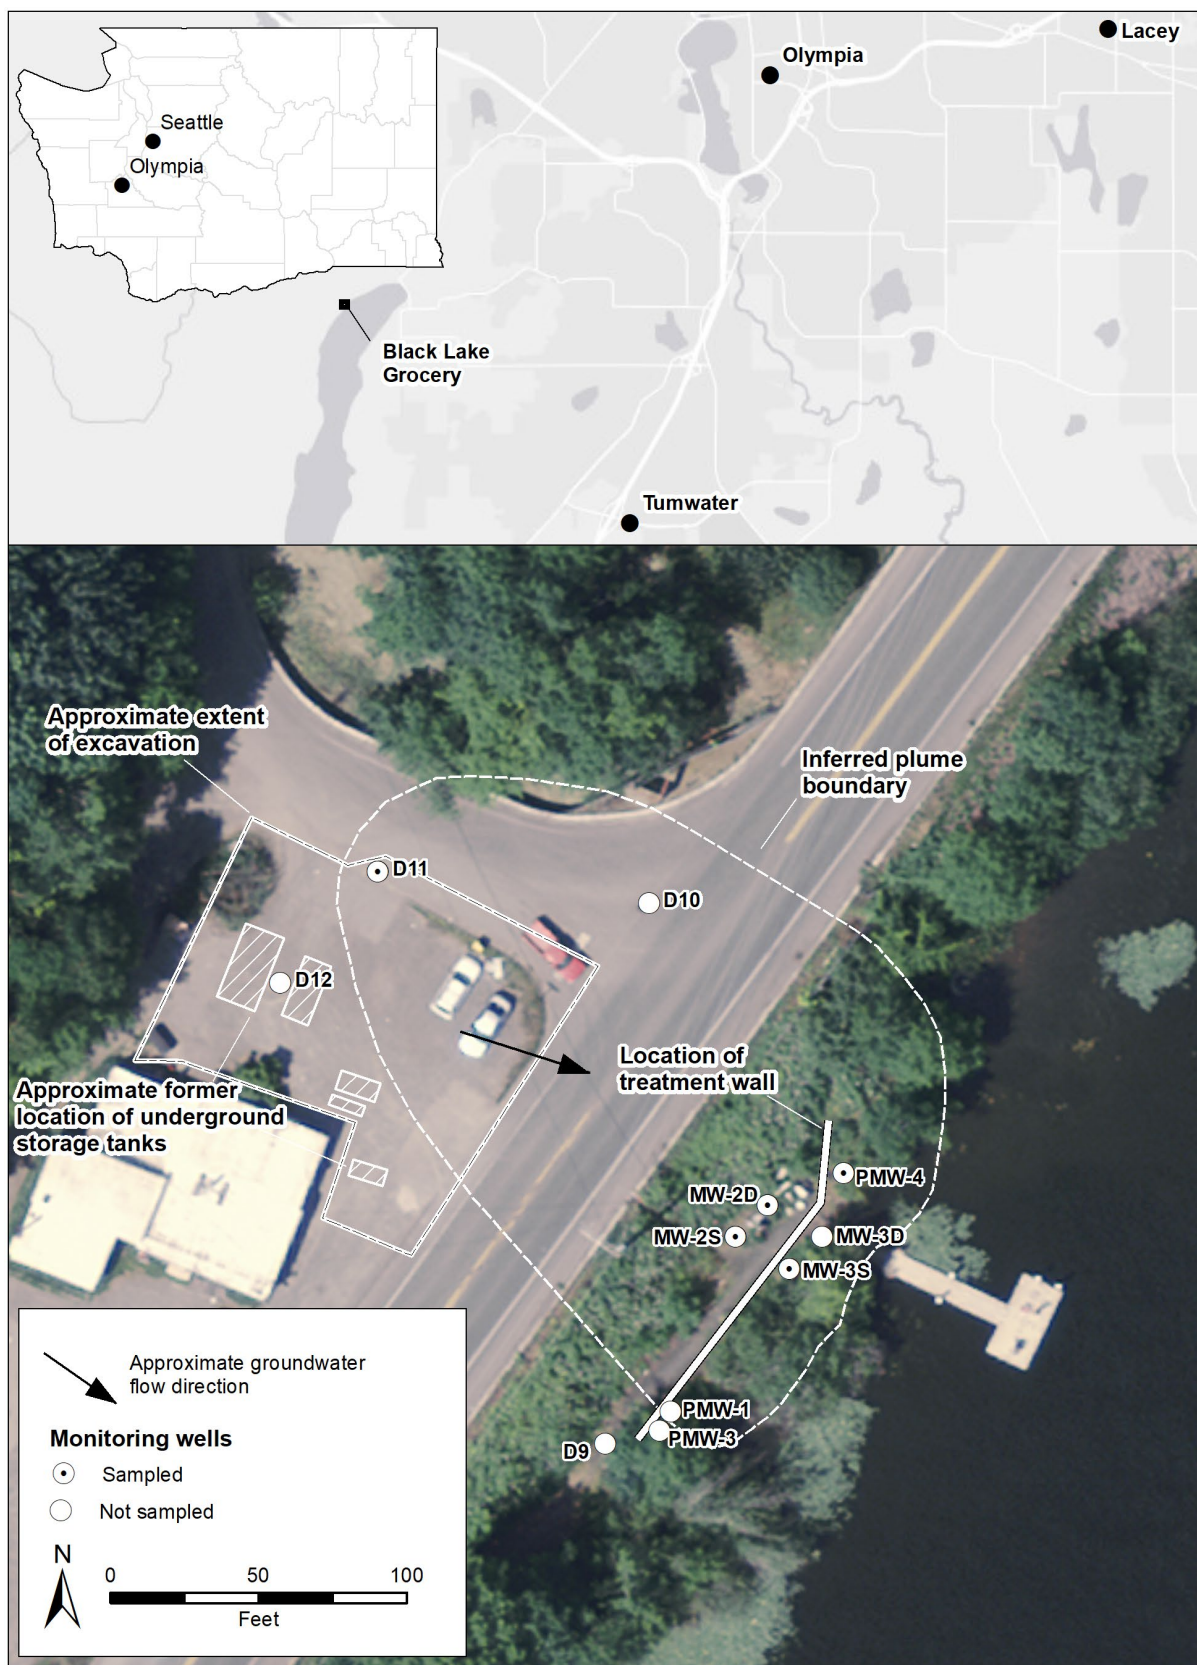 Lacey
Olympia
Seattle
Olympia
Black Lake
Grocery
Tumwater
Approximate extent
of excavation
Inferred plume
boundary
D11
D10
D12
Location of
treatment wall
Approximate former
location of underground
storage tanks
PMW-4
MW-2D
MW-2S
MW-3D
MW-3S
PMW-1
PMW-3
D9
Approximate groundwater
flow direction
Monitoring wells
Sampled
Not sampled
N
0 50 100
Feet